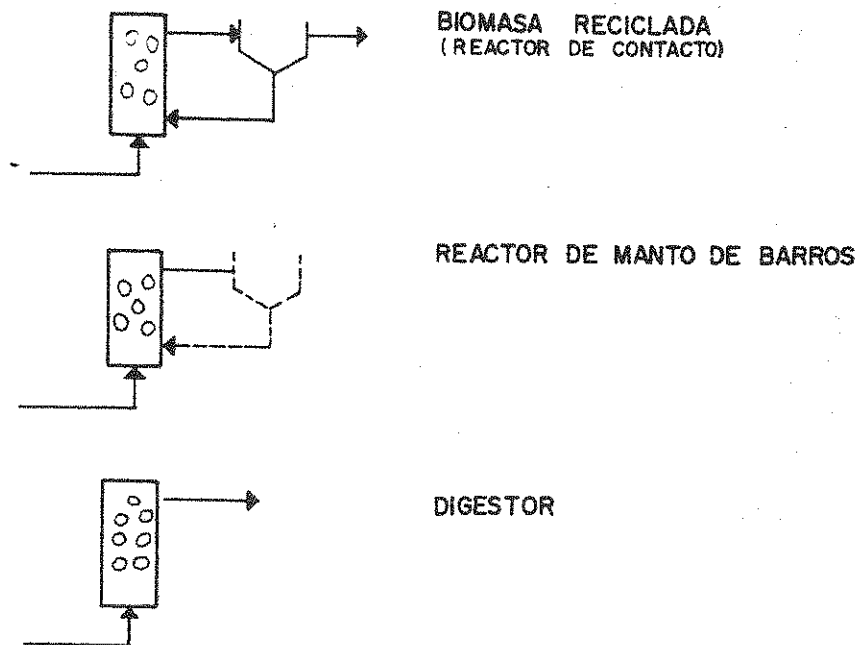 BIOMASA RECICLADA
(REACTOR DE CONTACTO)
REACTOR DE MANTO DE BARROS
DIGESTOR